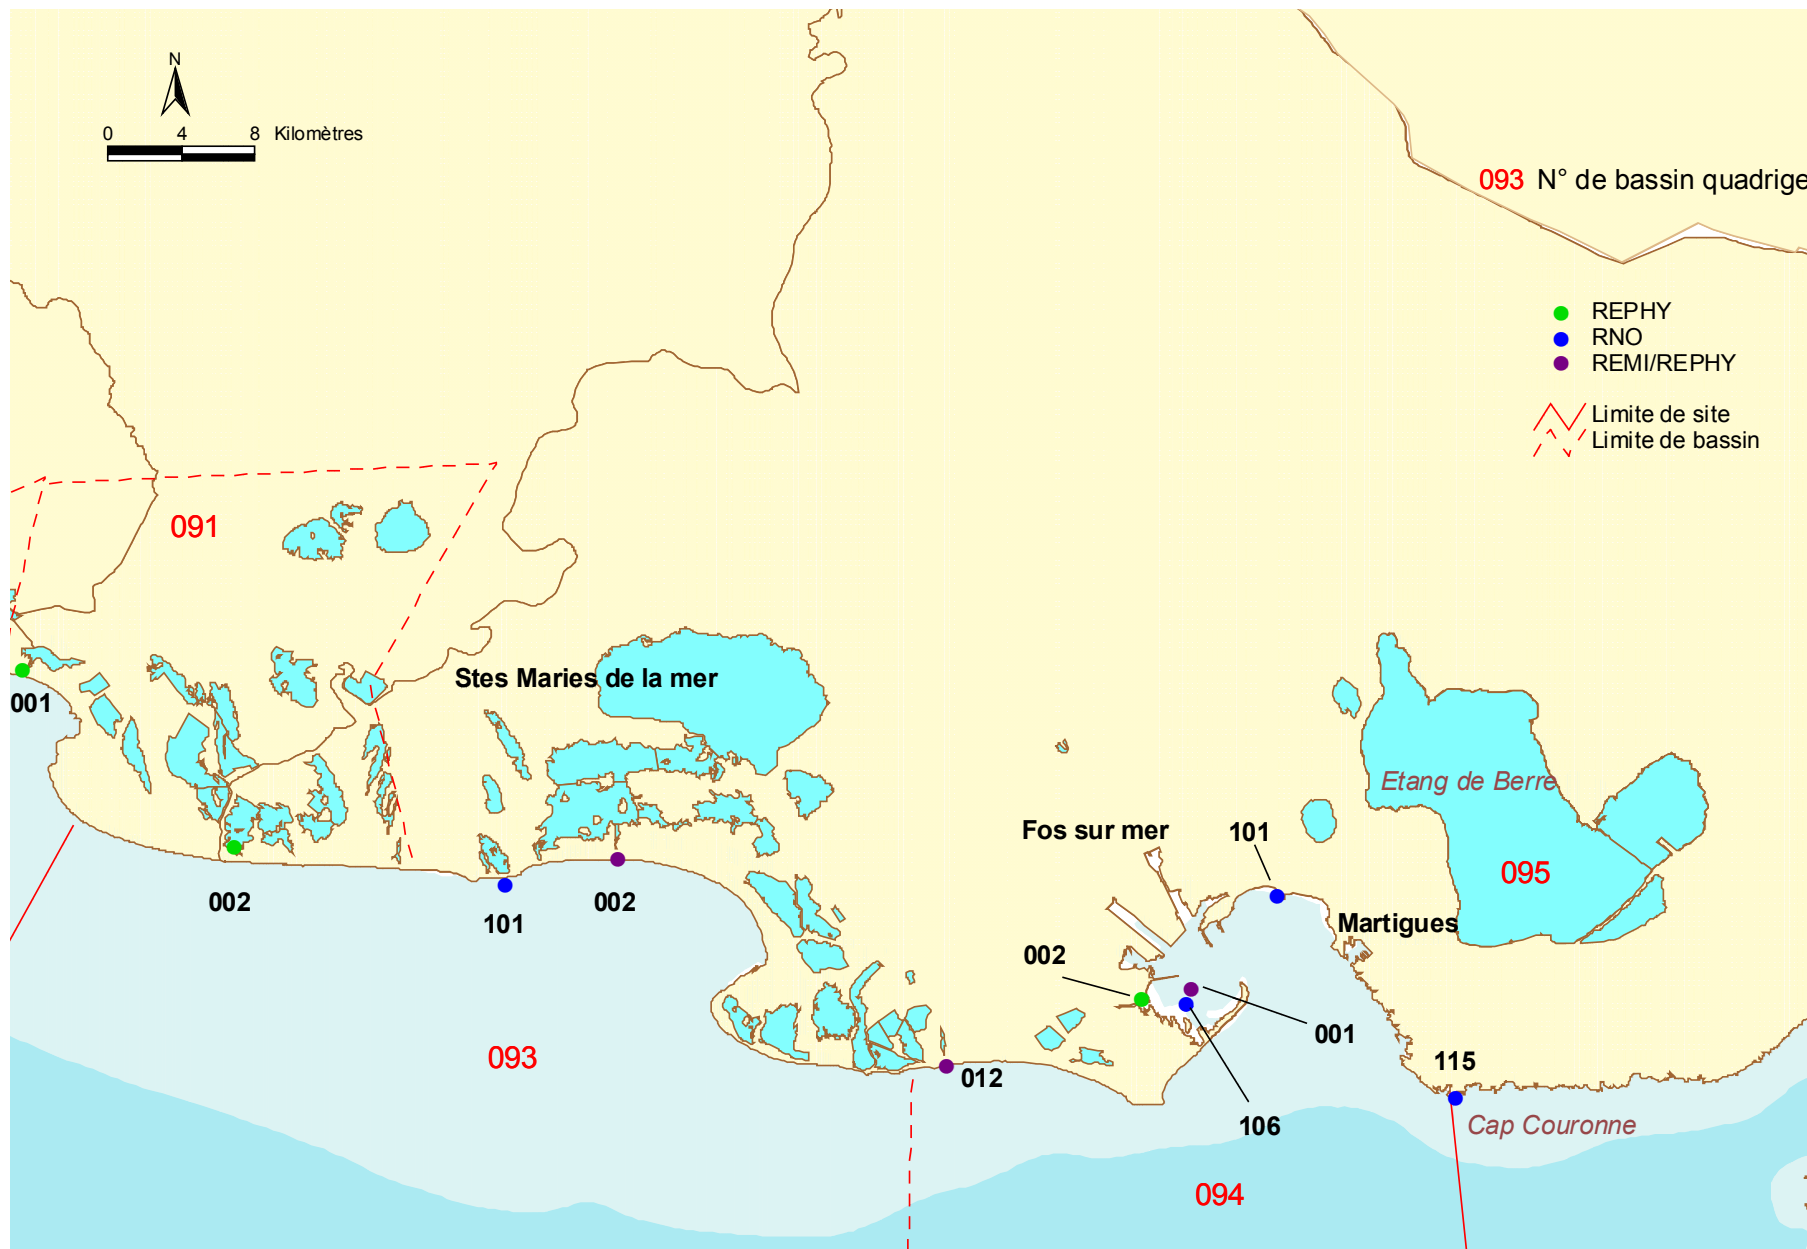 N
0 4 8 Kilomètres
093 N° de bassin quadrige
REPHY
RNO
REMI/REPHY
Limite de site
Limite de bassin
091
Stes Maries de la mer
001
Etang de Berre
Fos sur mer
101
095
002
101
002
Martigues
002
001
093
115
012
106
Cap Couronne
094